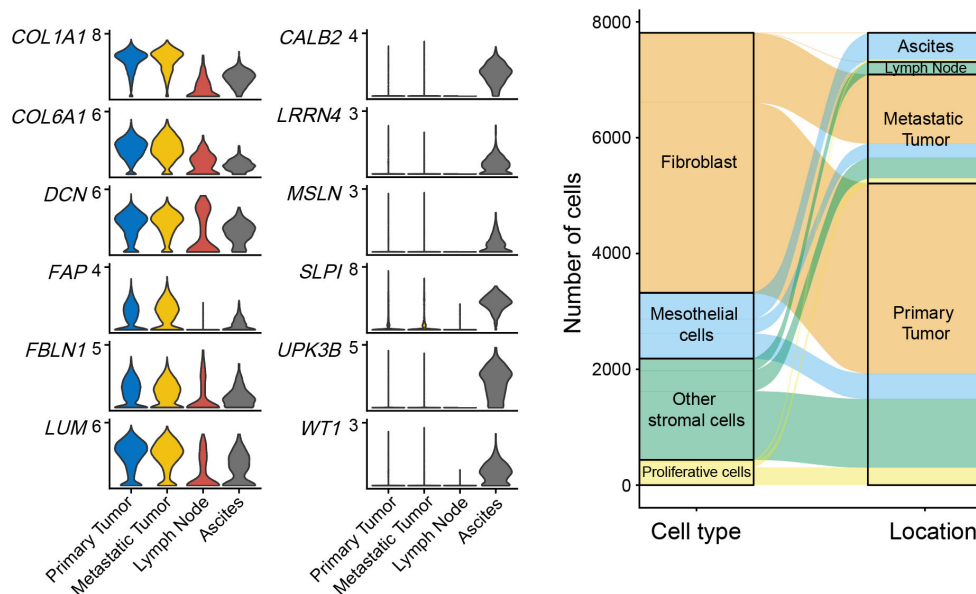 COL1A1 8
COL6A1 6
DCN 6
FAP 4
FBLN1 5
LUM 6
Primary Tumor
Metastatic Tumor
Lymph Node
Ascites
CALB2 4
LRRN4 3
MSLN 3
SLPI 8
UPK3B 5
WT1 3
Primary Tumor
Metastatic Tumor
Lymph Node
Ascites
Number of cells
8000
6000
4000
2000
0
Fibroblast
Mesothelial
cells
Other
stromal cells
Proliferative cells
Ascites
Lymph Node
Metastatic
Tumor
Primary
Tumor
Cell type
Location